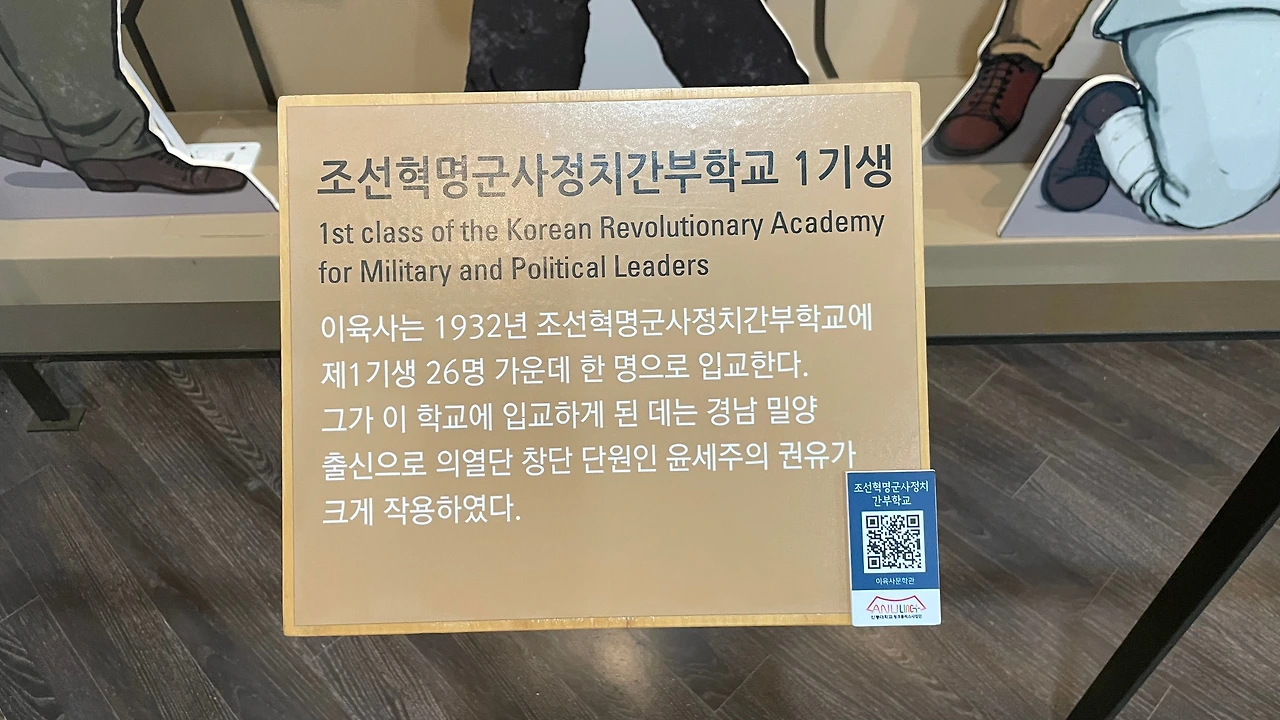 조선혁명군사정치간부학교 1기생
1st class of the Korean Revolutionary Academy
for Military and Political Leaders
이육사는 1932년 조선혁명군사정치간부학교에
제1기생 26명 가운데 한 명으로 입교한다.
그가 이 학교에 입교하게 된 데는 경남 밀양
출신으로 의열단 창단 단원인 윤세주의 권유가
크게 작용하였다.
조선혁명군사정치
간부학교
이육사문학관
ANU LINC+